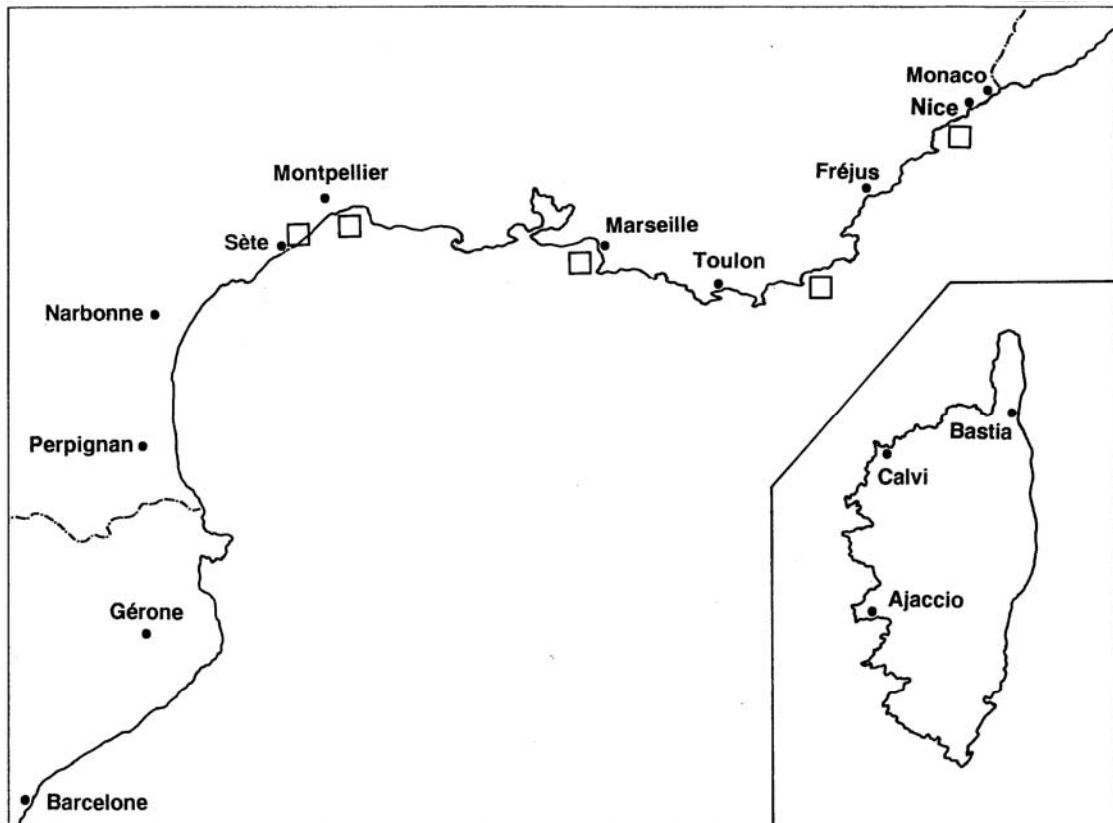 Monaco
Nice
Montpellier
Fréjus
Sète
Marseille
Toulon
Narbonne
Perpignan
Bastia
Calvi
Gérone
Ajaccio
Barcelone